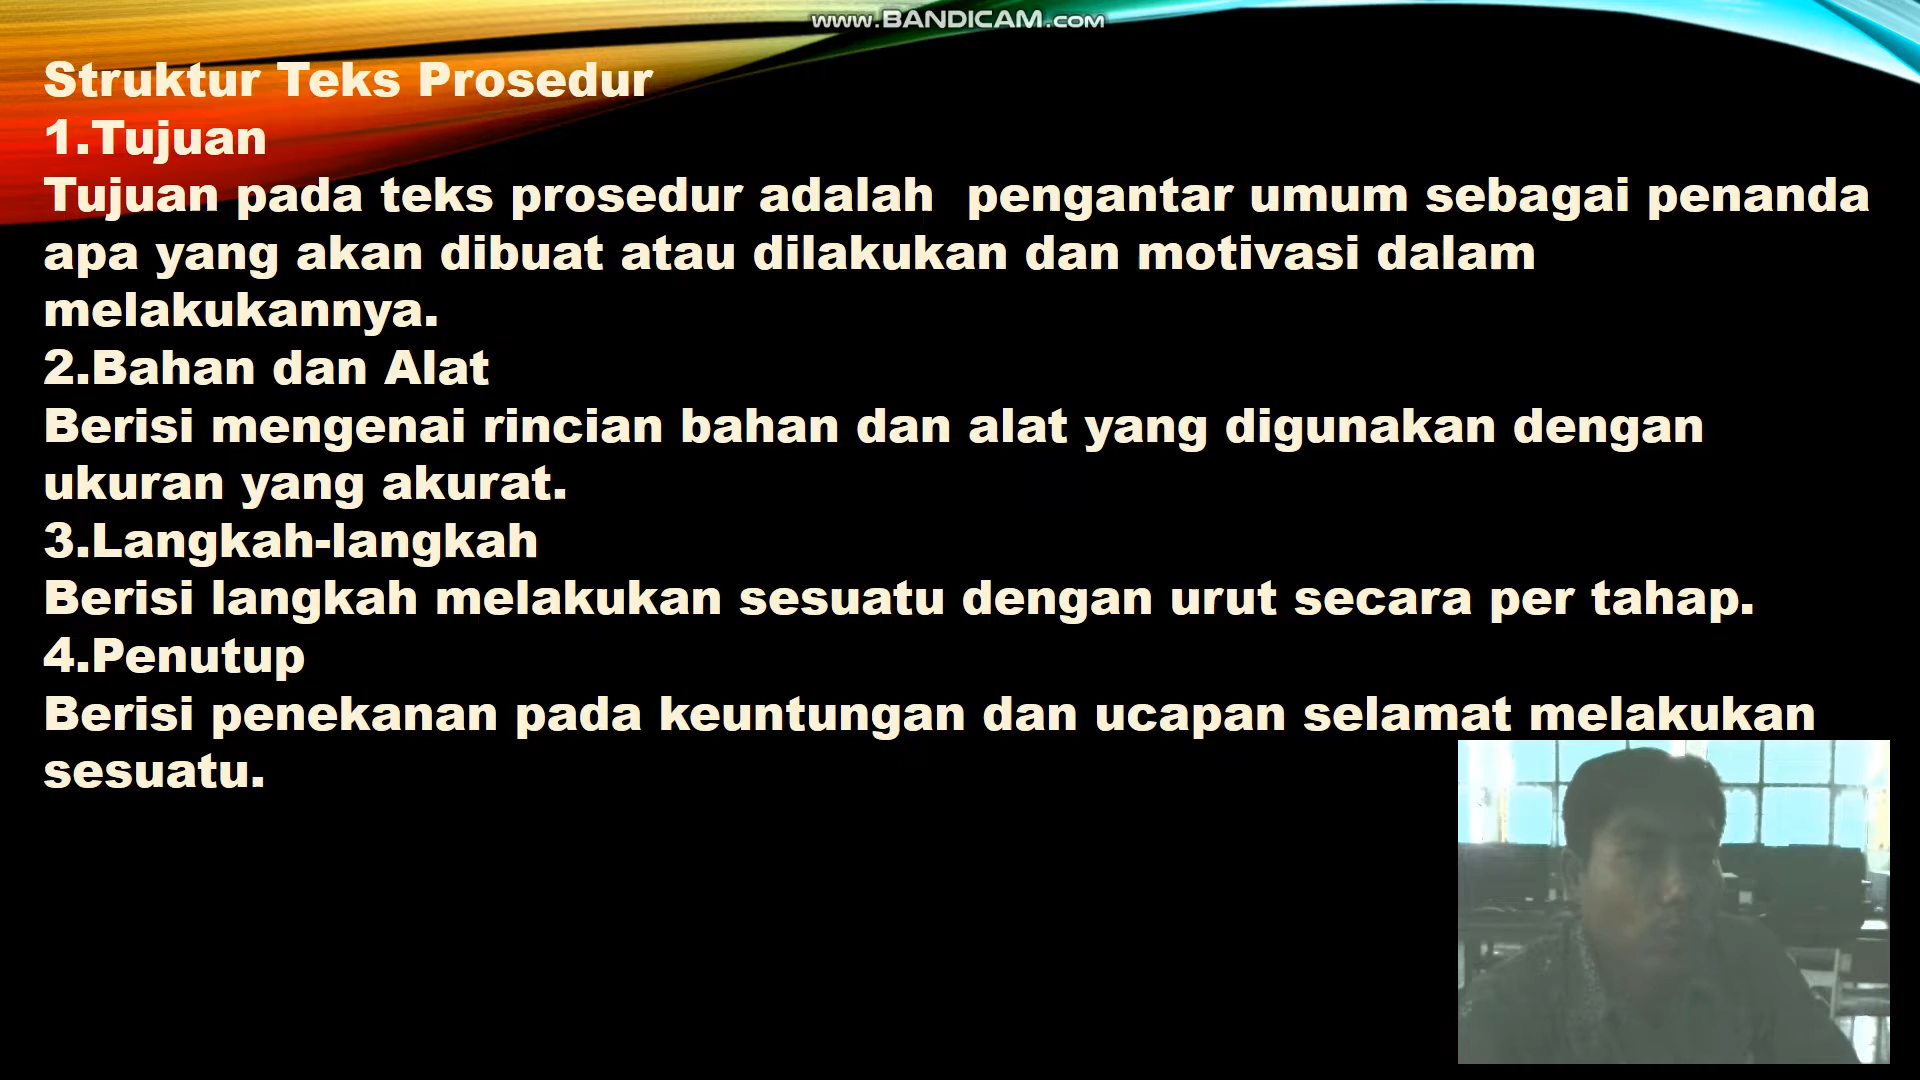 www.BANDICAM.com
Struktur Teks Prosedur
1.Tujuan
Tujuan pada teks prosedur adalah  pengantar umum sebagai penanda
apa yang akan dibuat atau dilakukan dan motivasi dalam
melakukannya.
2.Bahan dan Alat
Berisi mengenai rincian bahan dan alat yang digunakan dengan
ukuran yang akurat.
3.Langkah-langkah
Berisi langkah melakukan sesuatu dengan urut secara per tahap.
4.Penutup
Berisi penekanan pada keuntungan dan ucapan selamat melakukan
sesuatu.